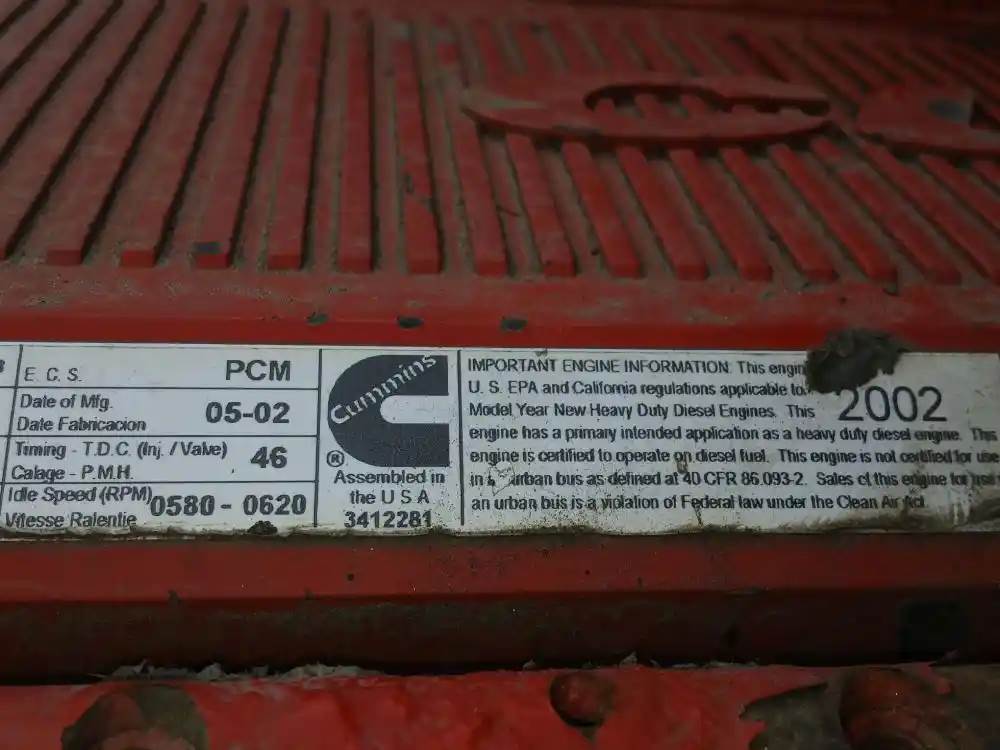 E. C. S. PCM
Date of Mfg.
Date Fabricacion 05-02
Timing - T.D.C. (Inj. / Valve)
Calage - P.M.H. 46
Idle Speed (RPM)
Vitesse Ralentie 0580 - 0620
Cummins
®
Assembled in
the U S A
3412281
IMPORTANT ENGINE INFORMATION: This engin
U. S. EPA and California regulations applicable to
Model Year New Heavy Duty Diesel Engines. This 2002
engine has a primary intended application as a heavy duty diesel engine. This
engine is certified to operate on diesel fuel. This engine is not certified for use
in urban bus as defined at 40 CFR 86.093-2. Sales of this engine for use
an urban bus is a violation of Federal law under the Clean Air Act